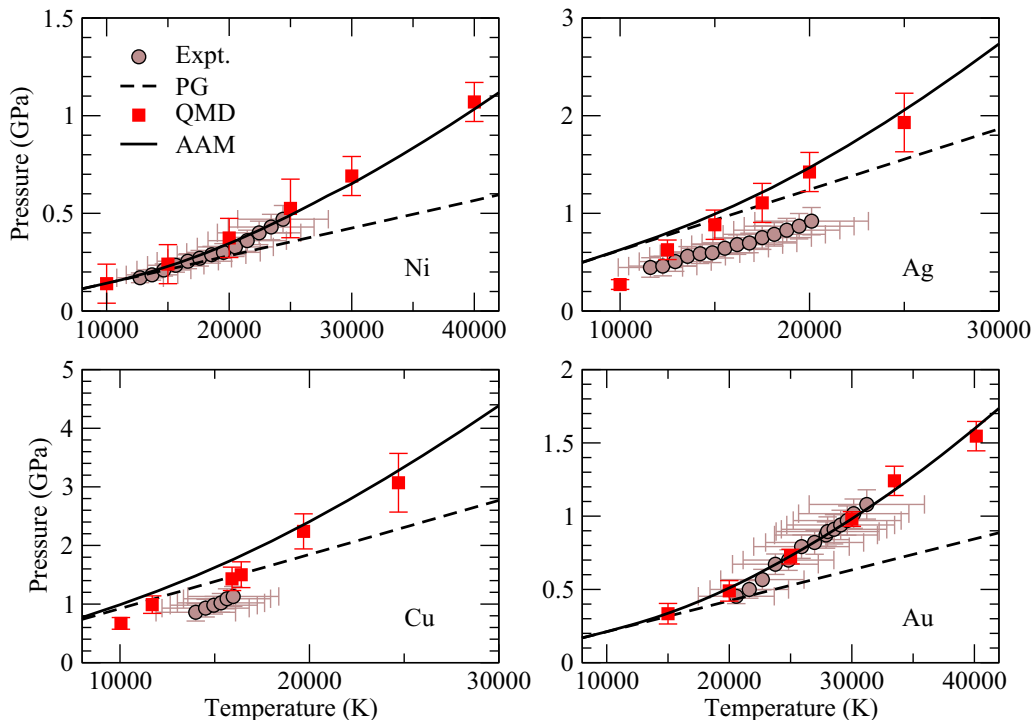 1.5
1
0.5
0
Pressure (GPa)
Expt.
PG
QMD
AAM
Ni
10000 20000 30000 40000
3
2
1
0
Ag
10000 20000 30000
5
4
3
2
1
0
Pressure (GPa)
Cu
10000 20000 30000
Temperature (K)
2
1.5
1
0.5
0
Au
10000 20000 30000 40000
Temperature (K)